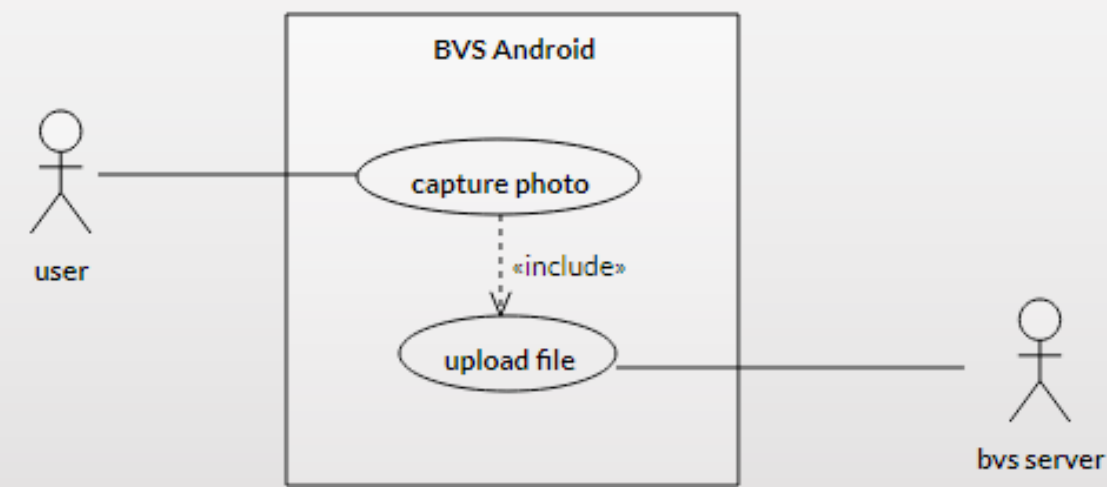 BVS Android
capture photo
user
«include»
upload file
bvs server